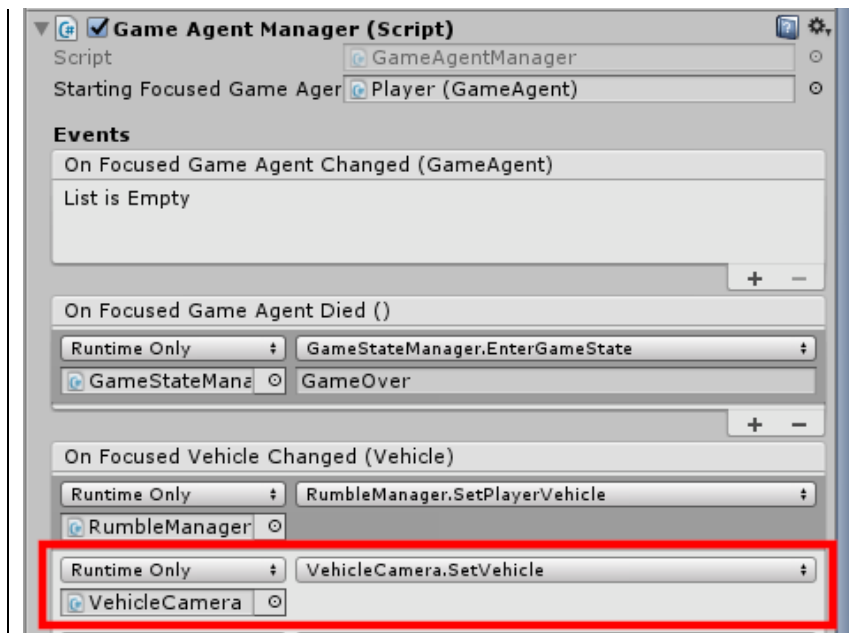 Game Agent Manager (Script)
Script GameAgentManager
Starting Focused Game Ager Player (GameAgent)
Events
On Focused Game Agent Changed (GameAgent)
List is Empty
+ −
On Focused Game Agent Died ()
Runtime Only GameStateManager.EnterGameState
GameStateMana GameOver
+ −
On Focused Vehicle Changed (Vehicle)
Runtime Only RumbleManager.SetPlayerVehicle
RumbleManager
Runtime Only VehicleCamera.SetVehicle
VehicleCamera